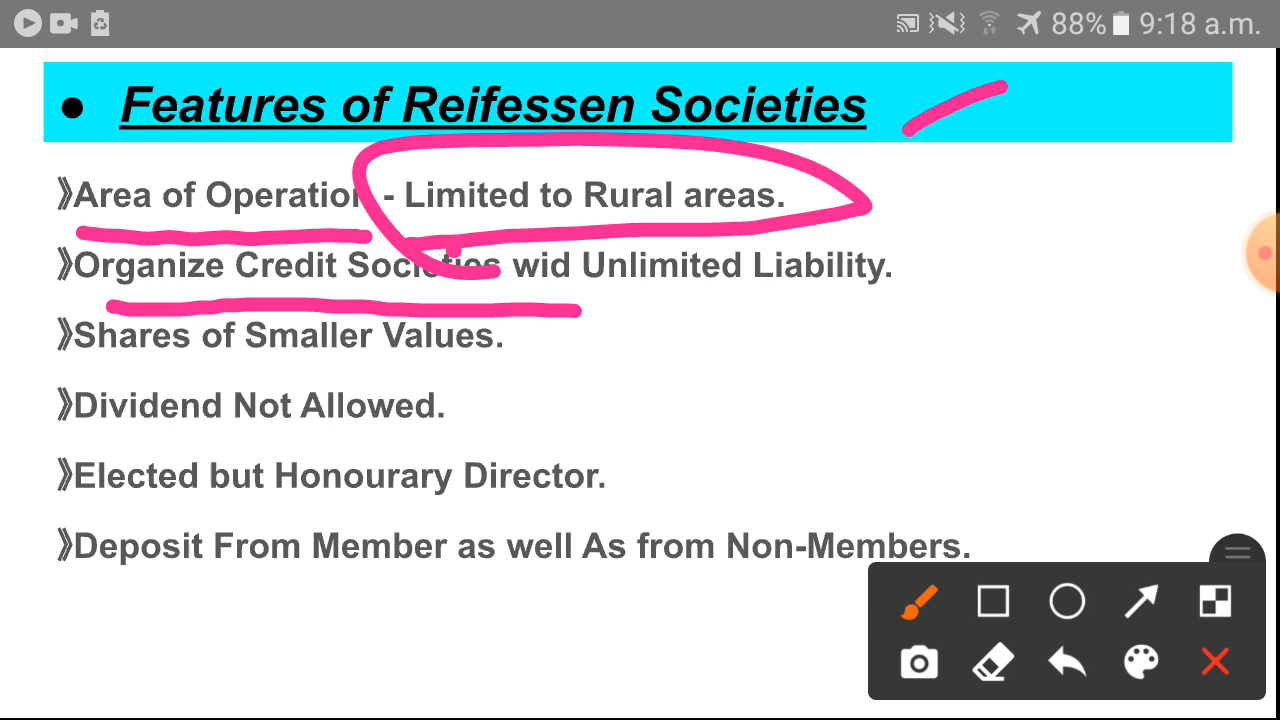 88% 9:18 a.m.
● Features of Reifessen Societies
》Area of Operation - Limited to Rural areas.
》Organize Credit Societies wid Unlimited Liability.
》Shares of Smaller Values.
》Dividend Not Allowed.
》Elected but Honourary Director.
》Deposit From Member as well As from Non-Members.